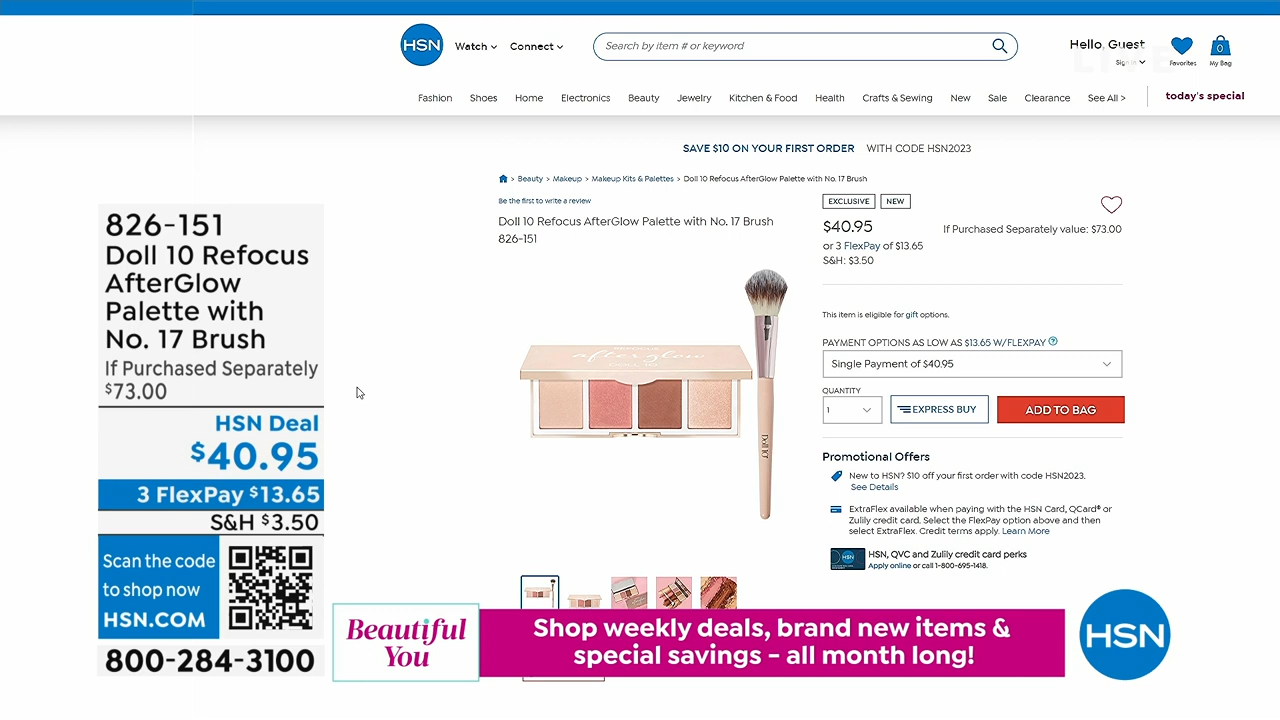 HSN
Watch
Connect
Search by item # or keyword
Hello, Guest
Sign in
Favorites
0
My Bag
Fashion
Shoes
Home
Electronics
Beauty
Jewelry
Kitchen & Food
Health
Crafts & Sewing
New
Sale
Clearance
See All >
today's special
SAVE $10 ON YOUR FIRST ORDER WITH CODE HSN2023
> Beauty > Makeup > Makeup Kits & Palettes > Doll 10 Refocus AfterGlow Palette with No. 17 Brush
Be the first to write a review
Doll 10 Refocus AfterGlow Palette with No. 17 Brush
826-151
afterglow
DOLL 10
Doll 10
EXCLUSIVE
NEW
$40.95
If Purchased Separately value: $73.00
or 3 FlexPay of $13.65
S&H: $3.50
This item is eligible for gift options.
PAYMENT OPTIONS AS LOW AS $13.65 W/FLEXPAY ?
Single Payment of $40.95
QUANTITY
1
EXPRESS BUY
ADD TO BAG
Promotional Offers
New to HSN? $10 off your first order with code HSN2023.
See Details
ExtraFlex available when paying with the HSN Card, QCard® or
Zulily credit card. Select the FlexPay option above and then
select ExtraFlex. Credit terms apply. Learn More
HSN
HSN, QVC and Zulily credit card perks
Apply online or call 1-800-695-1418.
826-151
Doll 10 Refocus
AfterGlow
Palette with
No. 17 Brush
If Purchased Separately
$73.00
HSN Deal
$40.95
3 FlexPay $13.65
S&H $3.50
Scan the code
to shop now
HSN.COM
800-284-3100
Beautiful
You
Shop weekly deals, brand new items &
special savings – all month long!
HSN